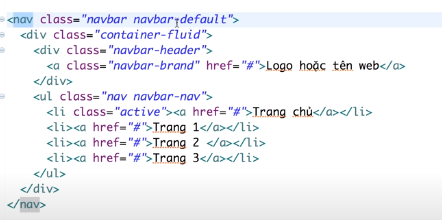 <nav class="navbar navbar-default">
<div class="container-fluid">
<div class="navbar-header">
<a class="navbar-brand" href="#">Logo hoặc tên web</a>
</div>
<ul class="nav navbar-nav">
<li class="active"><a href="#">Trang chủ</a></li>
<li><a href="#">Trang 1</a></li>
<li><a href="#">Trang 2 </a></li>
<li><a href="#">Trang 3</a></li>
</ul>
</div>
</nav>